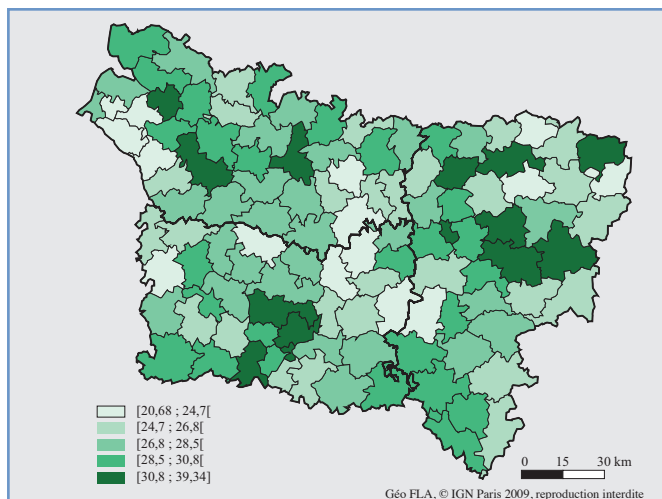 [20,68 ; 24,7[
[24,7 ; 26,8[
[26,8 ; 28,5[
[28,5 ; 30,8[
[30,8 ; 39,34]
0 15 30 km
Géo FLA, © IGN Paris 2009, reproduction interdite